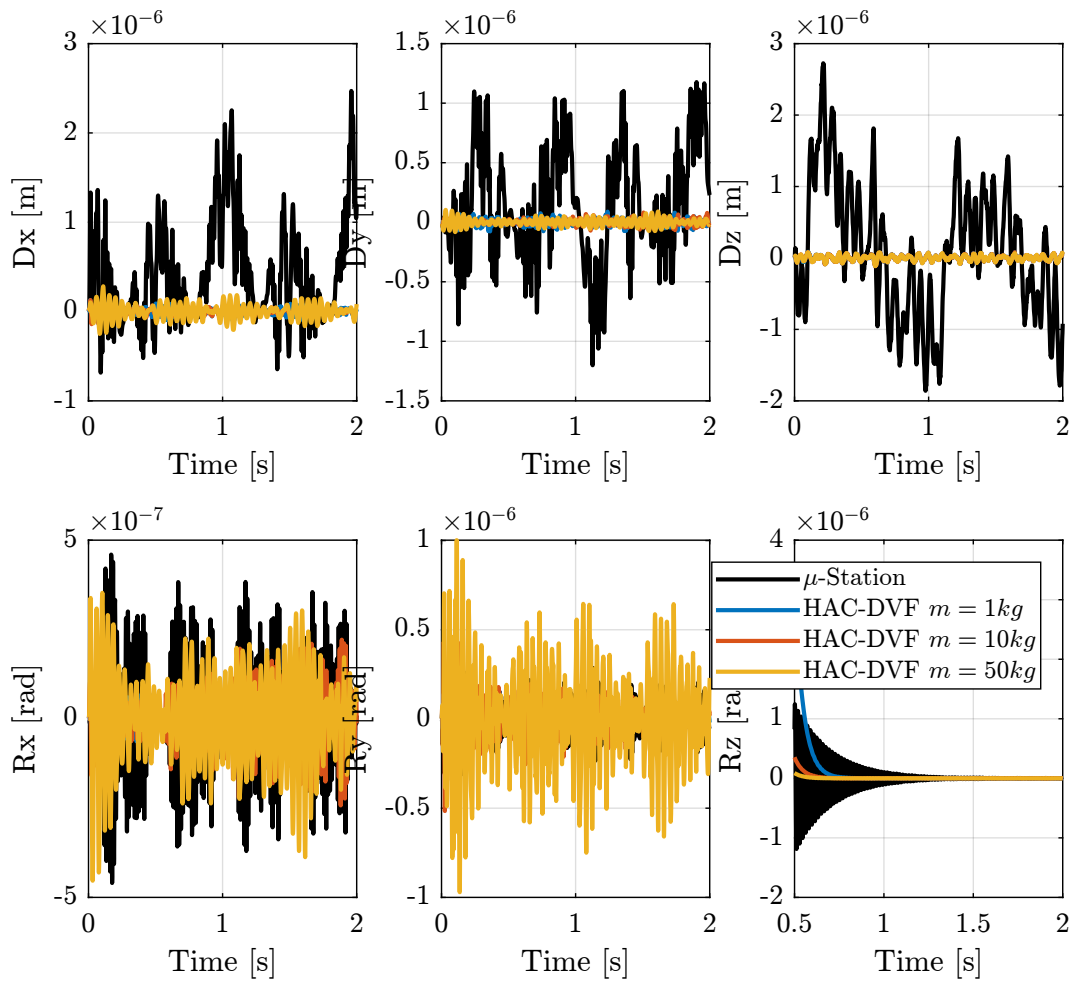 ×10⁻⁶
3
2
1
0
-1
Dx [m]
0 1 2
Time [s]
×10⁻⁶
1.5
1
0.5
0
-0.5
-1
-1.5
Dy [m]
0 1 2
Time [s]
×10⁻⁶
3
2
1
0
-1
-2
Dz [m]
0 1 2
Time [s]
×10⁻⁷
5
0
-5
Rx [rad]
0 1 2
Time [s]
×10⁻⁶
1
0.5
0
-0.5
-1
Ry [rad]
0 1 2
Time [s]
×10⁻⁶
4
1
0
-1
-2
Rz [ra
0.5 1 1.5 2
Time [s]
μ-Station
HAC-DVF m = 1kg
HAC-DVF m = 10kg
HAC-DVF m = 50kg